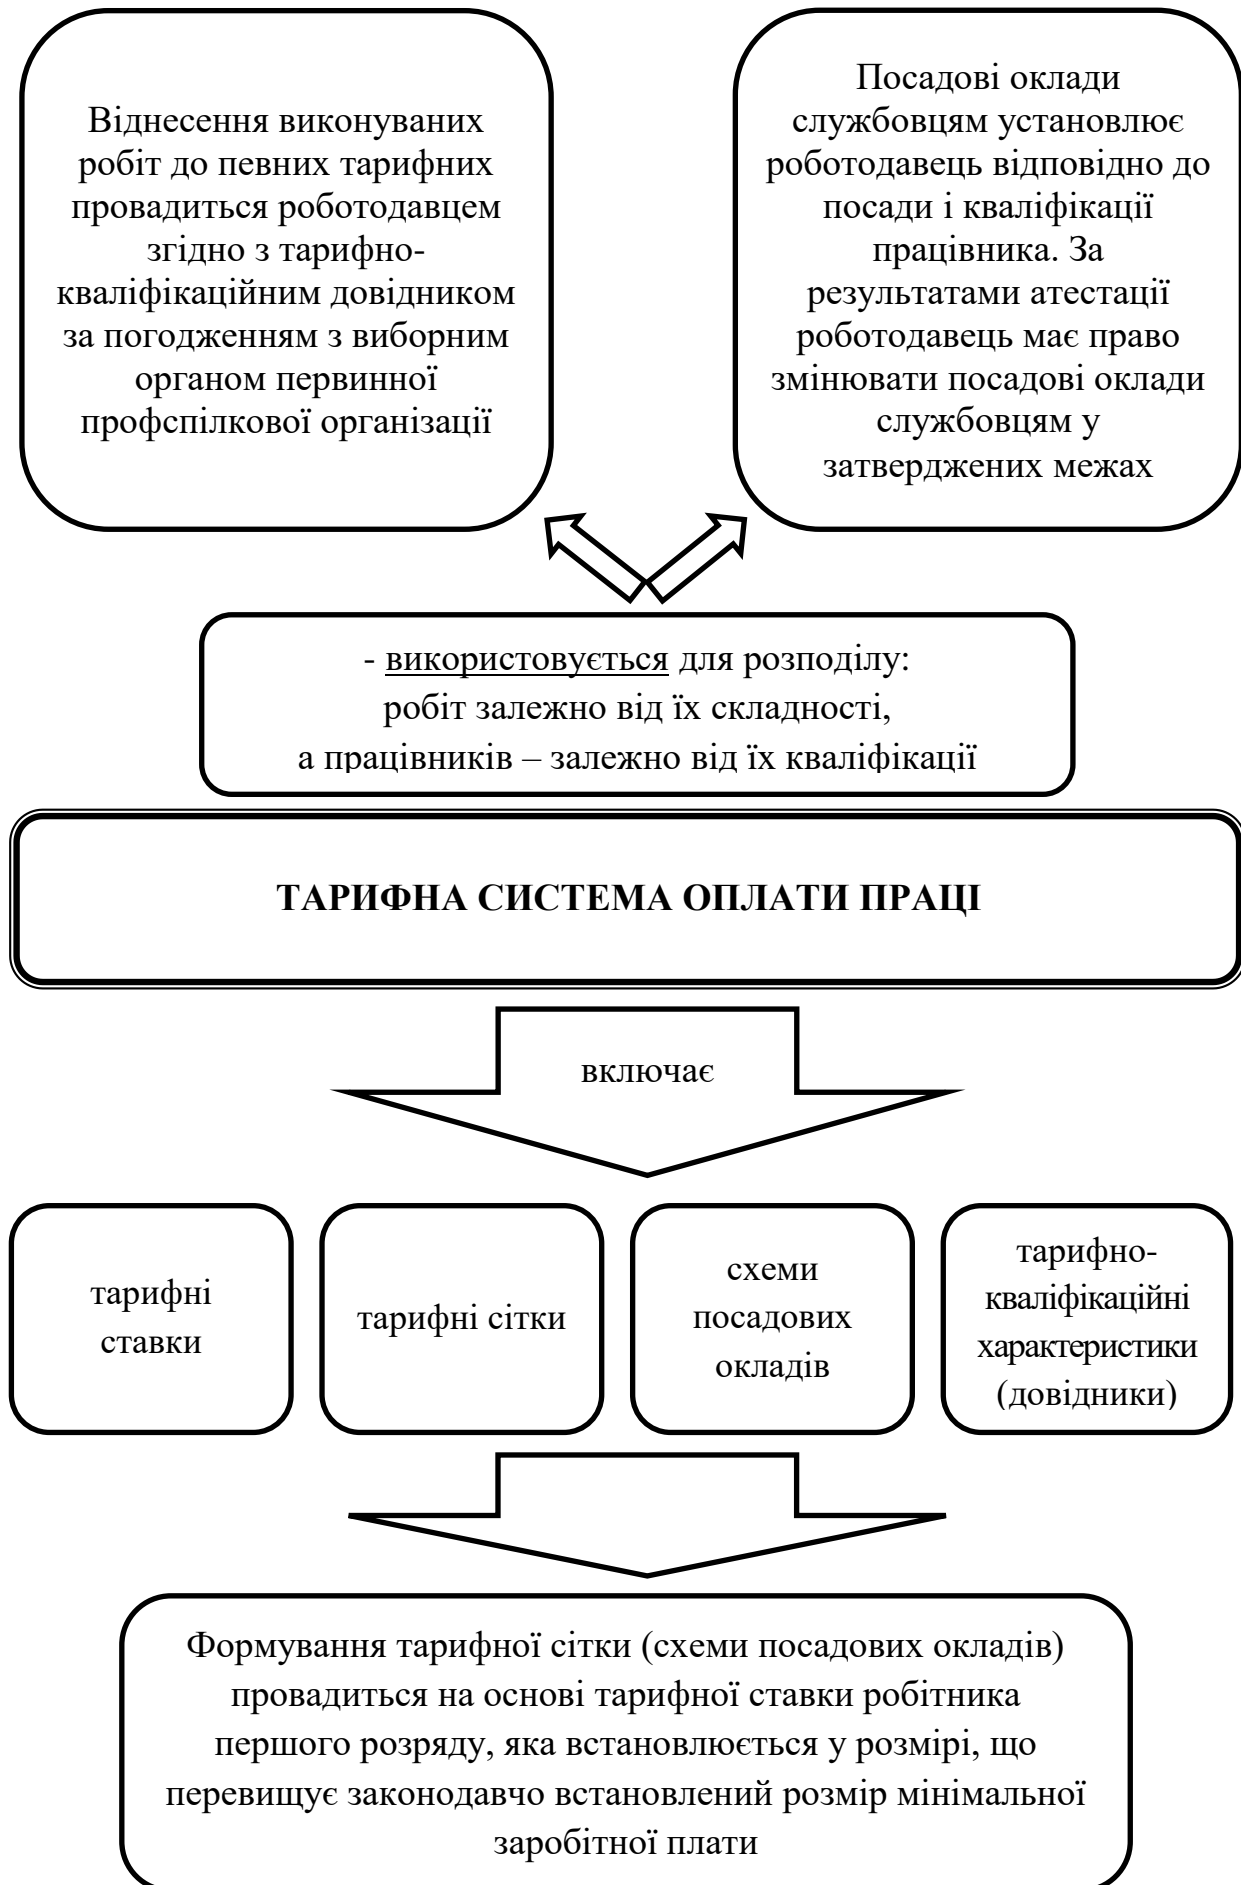 Віднесення виконуваних
робіт до певних тарифних
провадиться роботодавцем
згідно з тарифно-
кваліфікаційним довідником
за погодженням з виборним
органом первинної
профспілкової організації
Посадові оклади
службовцям установлює
роботодавець відповідно до
посади і кваліфікації
працівника. За
результатами атестації
роботодавець має право
змінювати посадові оклади
службовцям у
затверджених межах
- використовується для розподілу:
робіт залежно від їх складності,
а працівників – залежно від їх кваліфікації
ТАРИФНА СИСТЕМА ОПЛАТИ ПРАЦІ
включає
тарифні
ставки
тарифні сітки
схеми
посадових
окладів
тарифно-
кваліфікаційні
характеристики
(довідники)
Формування тарифної сітки (схеми посадових окладів)
провадиться на основі тарифної ставки робітника
першого розряду, яка встановлюється у розмірі, що
перевищує законодавчо встановлений розмір мінімальної
заробітної плати